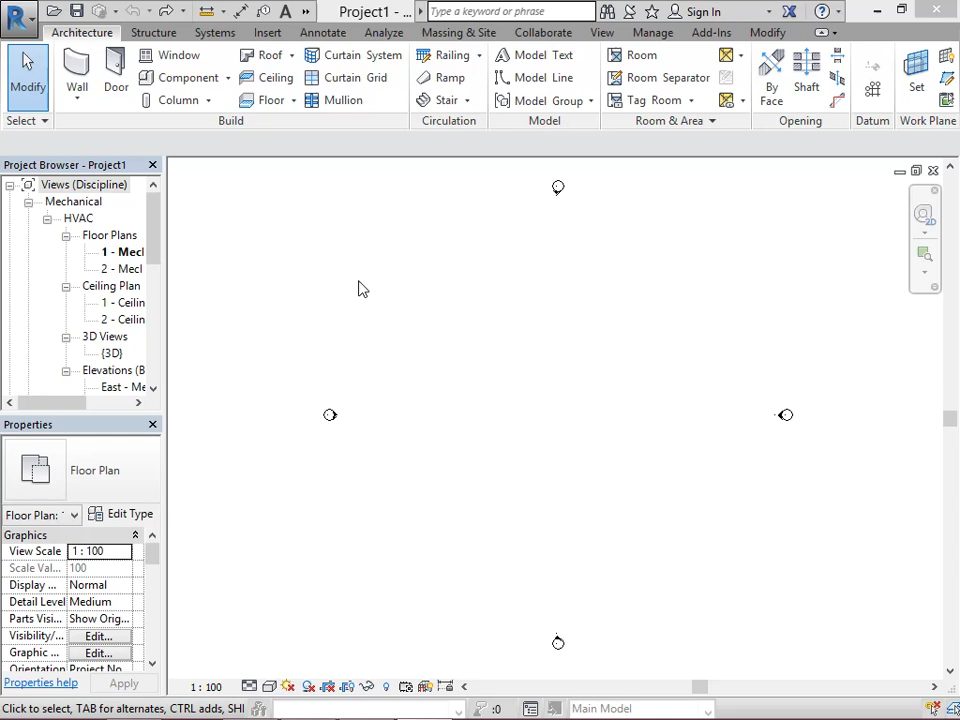 Project1 - ...
Type a keyword or phrase
Sign In
Architecture
Structure
Systems
Insert
Annotate
Analyze
Massing & Site
Collaborate
View
Manage
Add-Ins
Modify
Modify
Wall
Door
Window
Component
Column
Roof
Ceiling
Floor
Curtain System
Curtain Grid
Mullion
Railing
Ramp
Stair
Model Text
Model Line
Model Group
Room
Room Separator
Tag Room
By
Face
Shaft
Set
Select
Build
Circulation
Model
Room & Area
Opening
Datum
Work Plane
Project Browser - Project1
Views (Discipline)
Mechanical
HVAC
Floor Plans
1 - Mecl
2 - Mecl
Ceiling Plan
1 - Ceilin
2 - Ceilin
3D Views
{3D}
Elevations (B
East - Me
Properties
Floor Plan
Floor Plan:
Edit Type
Graphics
View Scale 1 : 100
Scale Val... 100
Display ... Normal
Detail Level Medium
Parts Visi... Show Orig...
Visibility/... Edit...
Graphic ... Edit...
Orientation Project No
Properties help
Apply
1 : 100
2D
Click to select, TAB for alternates, CTRL adds, SHI
:0
Main Model